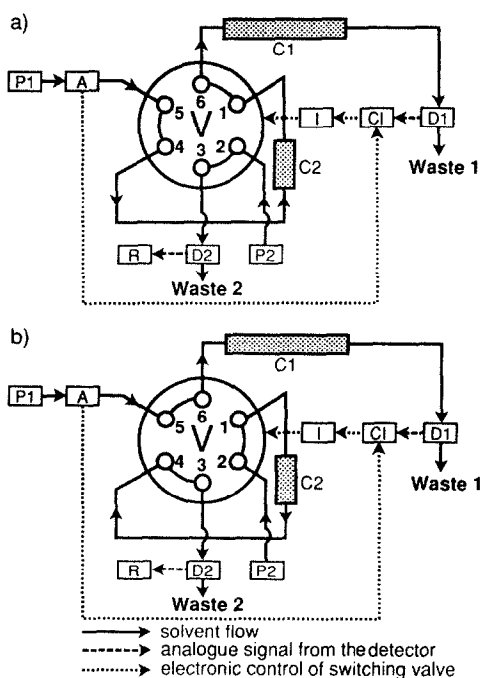 a)
C1
P1 A
6
5 1
V
4 2
3
I CI D1
Waste 1
C2
R D2 P2
Waste 2
b)
C1
P1 A
6
5 1
V
4 2
3
I CI D1
Waste 1
C2
R D2 P2
Waste 2
solvent flow
analogue signal from the detector
electronic control of switching valve